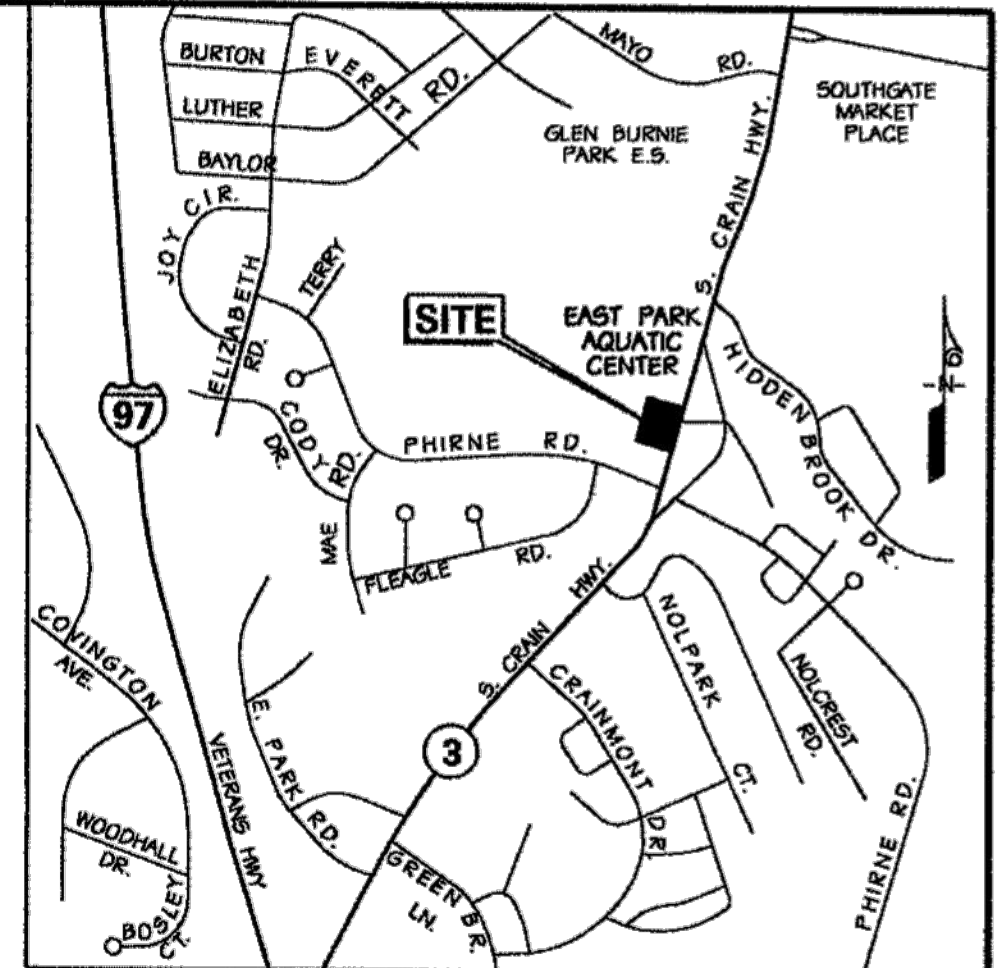 BURTON
EVERETT
RD.
LUTHER
BAYLOR
MAYO RD.
SOUTHGATE
MARKET
PLACE
GLEN BURNIE
PARK E.S.
S. CRAIN HWY.
JOY CIR.
TERRY
ELIZABETH
RD.
SITE
EAST PARK
AQUATIC
CENTER
HIDDEN BROOK DR.
N
97
CODY
DR.
RD.
MAE
PHIRNE RD.
FLEAGLE RD.
COVINGTON
AVE.
S. CRAIN HWY.
NOLPARK CT.
NOLCREST
RD.
CRAINMONT DR
E. PARK RD.
3
VETERANS HWY
WOODHALL
DR.
BOSLEY
CT.
GREEN BR.
LN.
PHIRNE RD.